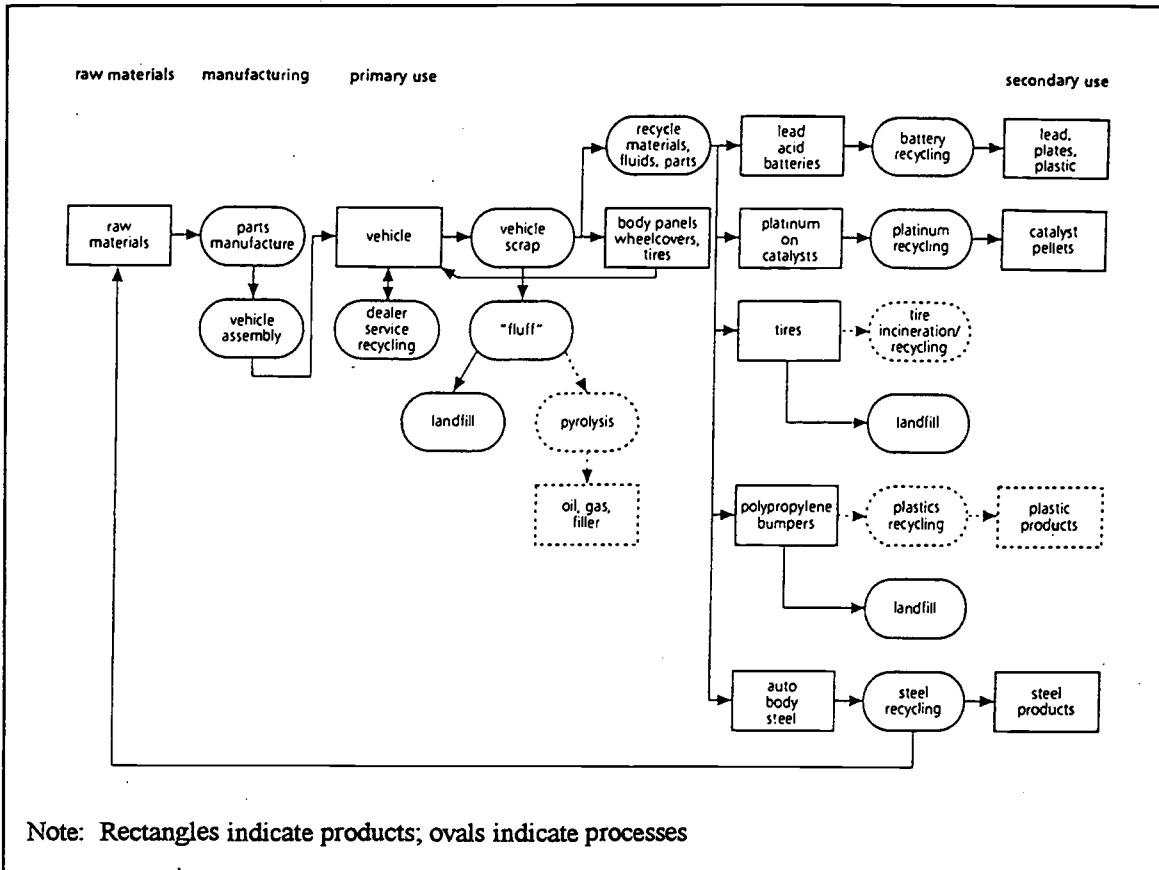 raw materials
manufacturing
primary use
secondary use
recycle
materials,
fluids, parts
lead
acid
batteries
battery
recycling
lead,
plates,
plastic
raw
materials
parts
manufacture
vehicle
vehicle
scrap
body panels
wheelcovers,
tires
platinum
on
catalysts
platinum
recycling
catalyst
pellets
vehicle
assembly
dealer
service
recycling
"fluff"
tires
tire
incineration/
recycling
landfill
pyrolysis
landfill
oil, gas,
filler
polypropylene
bumpers
plastics
recycling
plastic
products
landfill
auto
body
steel
steel
recycling
steel
products
Note: Rectangles indicate products; ovals indicate processes